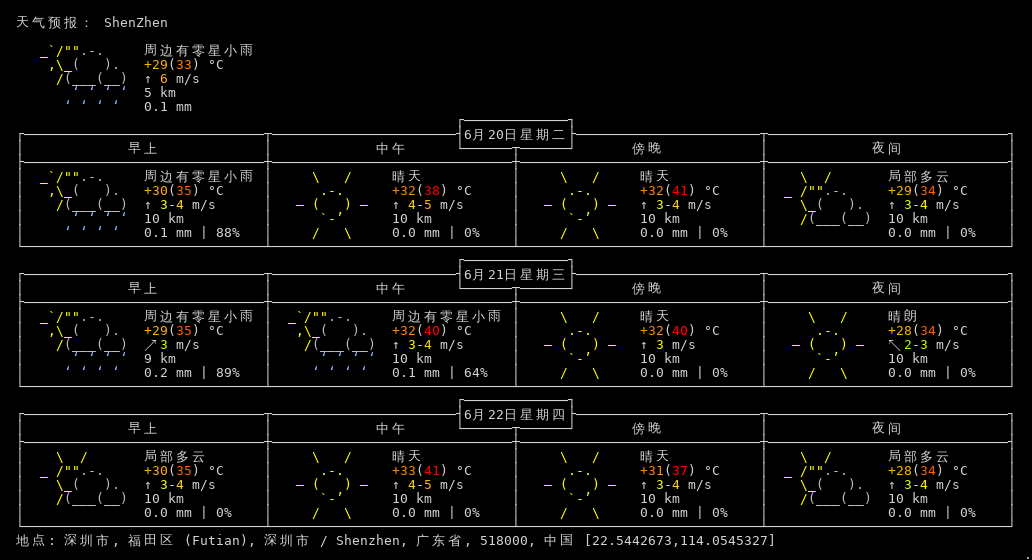 天气预报： ShenZhen
周边有零星小雨
+29(33) °C
↑ 6 m/s
5 km
0.1 mm
6月20日星期二
早上 中午 傍晚 夜间
周边有零星小雨 晴天 晴天 局部多云
+30(35) °C +32(38) °C +32(41) °C +29(34) °C
↑ 3-4 m/s ↑ 4-5 m/s ↑ 3-4 m/s ↑ 3-4 m/s
10 km 10 km 10 km 10 km
0.1 mm | 88% 0.0 mm | 0% 0.0 mm | 0% 0.0 mm | 0%
6月21日星期三
早上 中午 傍晚 夜间
周边有零星小雨 周边有零星小雨 晴天 晴朗
+29(35) °C +32(40) °C +32(40) °C +28(34) °C
↗ 3 m/s ↑ 3-4 m/s ↑ 3 m/s ↖ 2-3 m/s
9 km 10 km 10 km 10 km
0.2 mm | 89% 0.1 mm | 64% 0.0 mm | 0% 0.0 mm | 0%
6月22日星期四
早上 中午 傍晚 夜间
局部多云 晴天 晴天 局部多云
+30(35) °C +33(41) °C +31(37) °C +28(34) °C
↑ 3-4 m/s ↑ 4-5 m/s ↑ 3-4 m/s ↑ 3-4 m/s
10 km 10 km 10 km 10 km
0.0 mm | 0% 0.0 mm | 0% 0.0 mm | 0% 0.0 mm | 0%
地点: 深圳市, 福田区 (Futian), 深圳市 / Shenzhen, 广东省, 518000, 中国 [22.5442673,114.0545327]